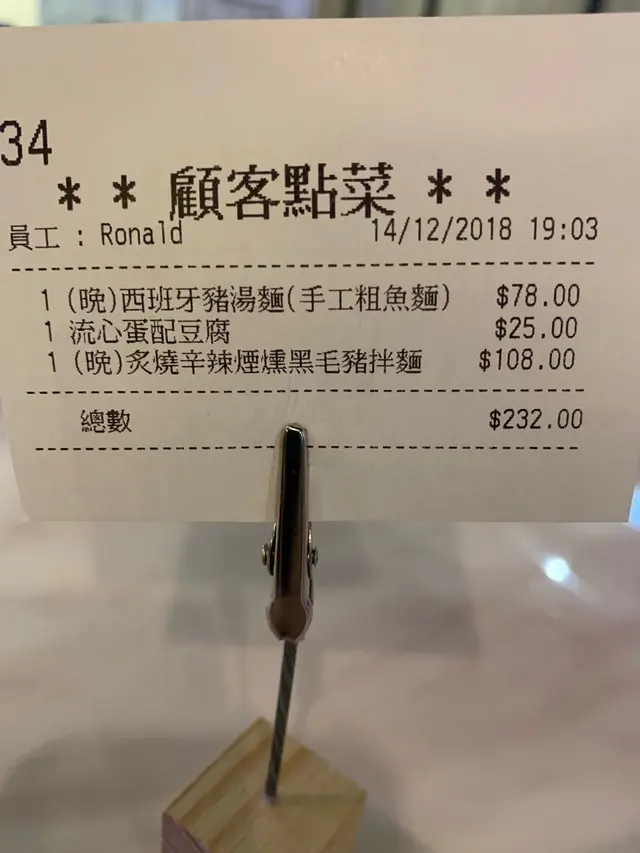 34
* * 顧客點菜 * *
員工 : Ronald 14/12/2018 19:03
1 (晩)西班牙豬湯麵(手工粗魚麵) $78.00
1 流心蛋配豆腐 $25.00
1 (晩)炙燒辛辣煙燻黑毛豬拌麵 $108.00
總數 $232.00